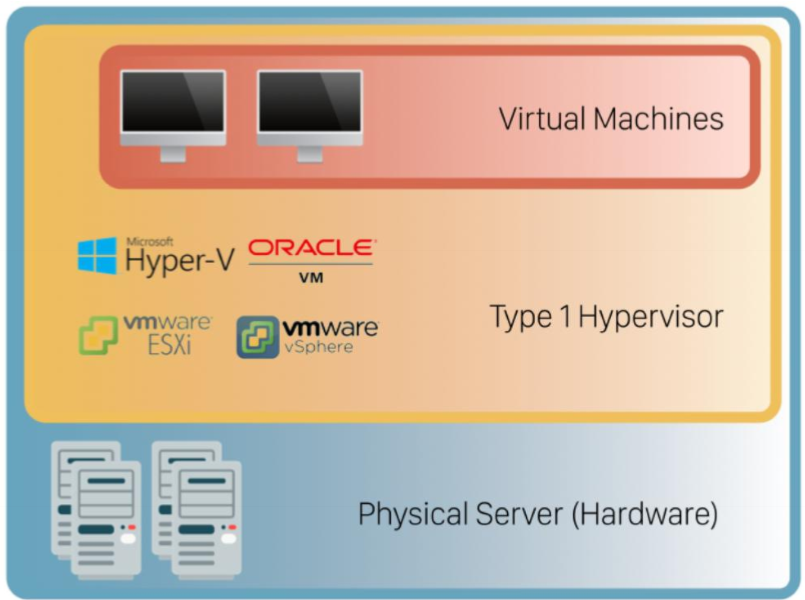 Virtual Machines
Microsoft
Hyper-V
ORACLE
VM
vmware
ESXi
vmware
vSphere
Type 1 Hypervisor
Physical Server (Hardware)